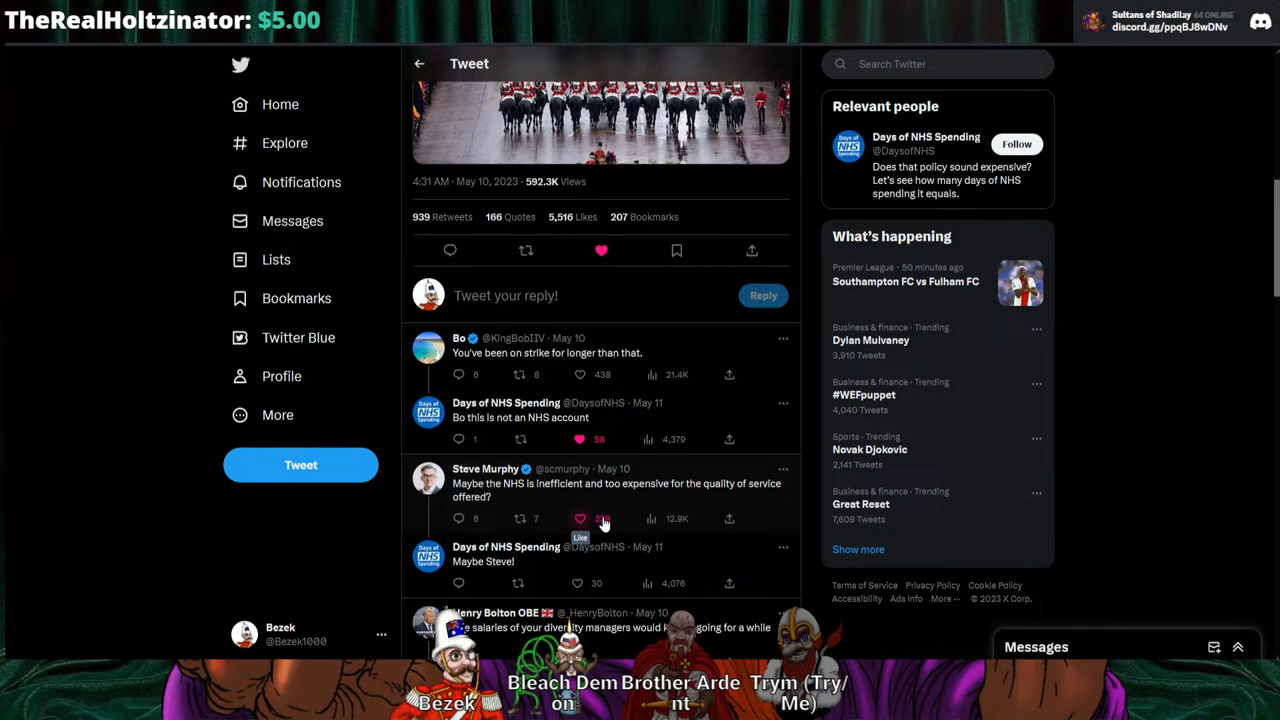 TheRealHoltzinator: $5.00
Sultans of Shadilay 64 ONLINE
discord.gg/ppqBJ8wDNv
Home
Explore
Notifications
Messages
Lists
Bookmarks
Twitter Blue
Profile
More
Tweet
Bezek
@Bezek1000
Tweet
4:31 AM · May 10, 2023 · 592.3K Views
939 Retweets 166 Quotes 5,516 Likes 207 Bookmarks
Tweet your reply!
Reply
Bo @KingBobIIV · May 10
You've been on strike for longer than that.
6 8 438 21.4K
Days of NHS Spending @DaysofNHS · May 11
Bo this is not an NHS account
1 58 4,379
Steve Murphy @scmurphy · May 10
Maybe the NHS is inefficient and too expensive for the quality of service
offered?
6 7 12.9K
Like
Days of NHS Spending @DaysofNHS · May 11
Maybe Steve!
30 4,076
Henry Bolton OBE @_HenryBolton · May 10
salaries of your diversity managers would going for a while
Search Twitter
Relevant people
Days of NHS Spending
@DaysofNHS
Follow
Does that policy sound expensive?
Let's see how many days of NHS
spending it equals.
What's happening
Premier League · 50 minutes ago
Southampton FC vs Fulham FC
Business & finance · Trending
Dylan Mulvaney
3,910 Tweets
Business & finance · Trending
#WEFpuppet
4,040 Tweets
Sports · Trending
Novak Djokovic
2,141 Tweets
Business & finance · Trending
Great Reset
7,609 Tweets
Show more
Terms of Service Privacy Policy Cookie Policy
Accessibility Ads info More ··· © 2023 X Corp.
Messages
Bezek
Bleach Dem
on
Brother Arde
nt
Trym (Try/
Me)